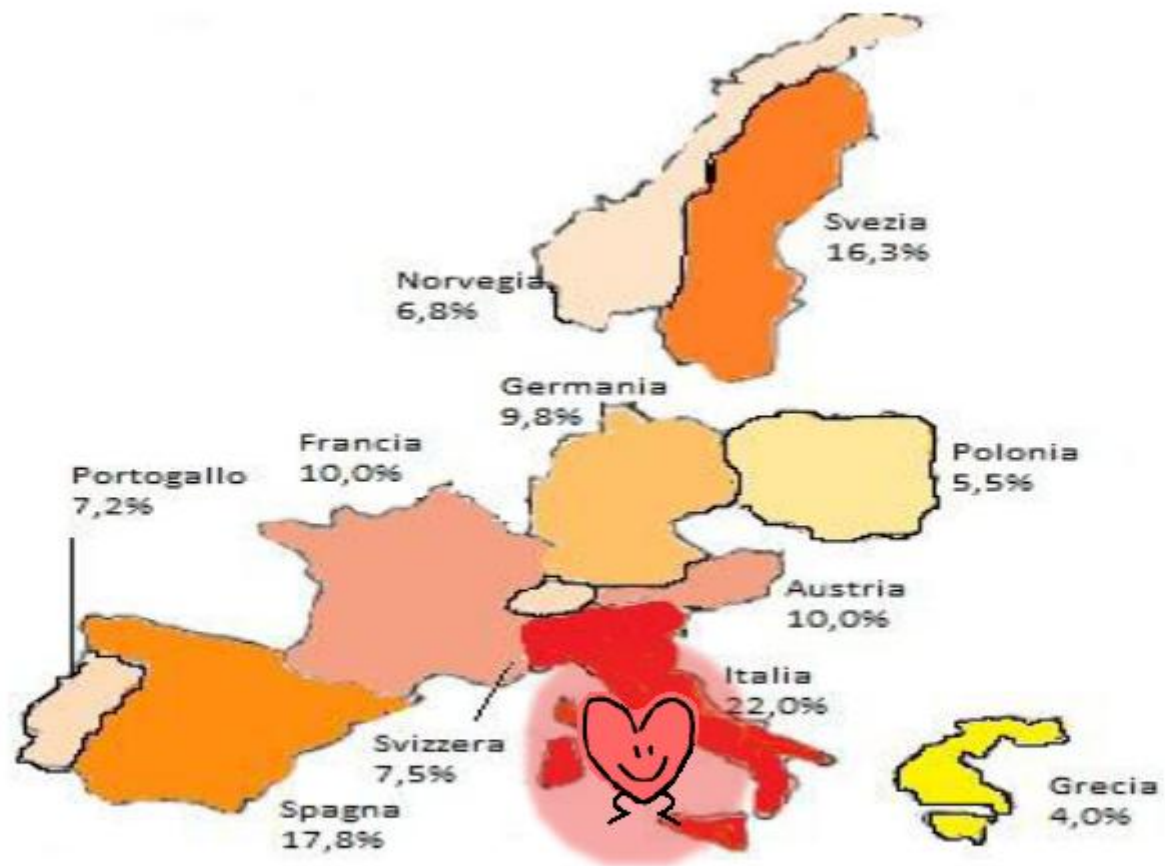 Svezia
16,3%
Norvegia
6,8%
Germania
9,8%
Francia
10,0%
Polonia
5,5%
Portogallo
7,2%
Austria
10,0%
Italia
22,0%
Svizzera
7,5%
Grecia
4,0%
Spagna
17,8%